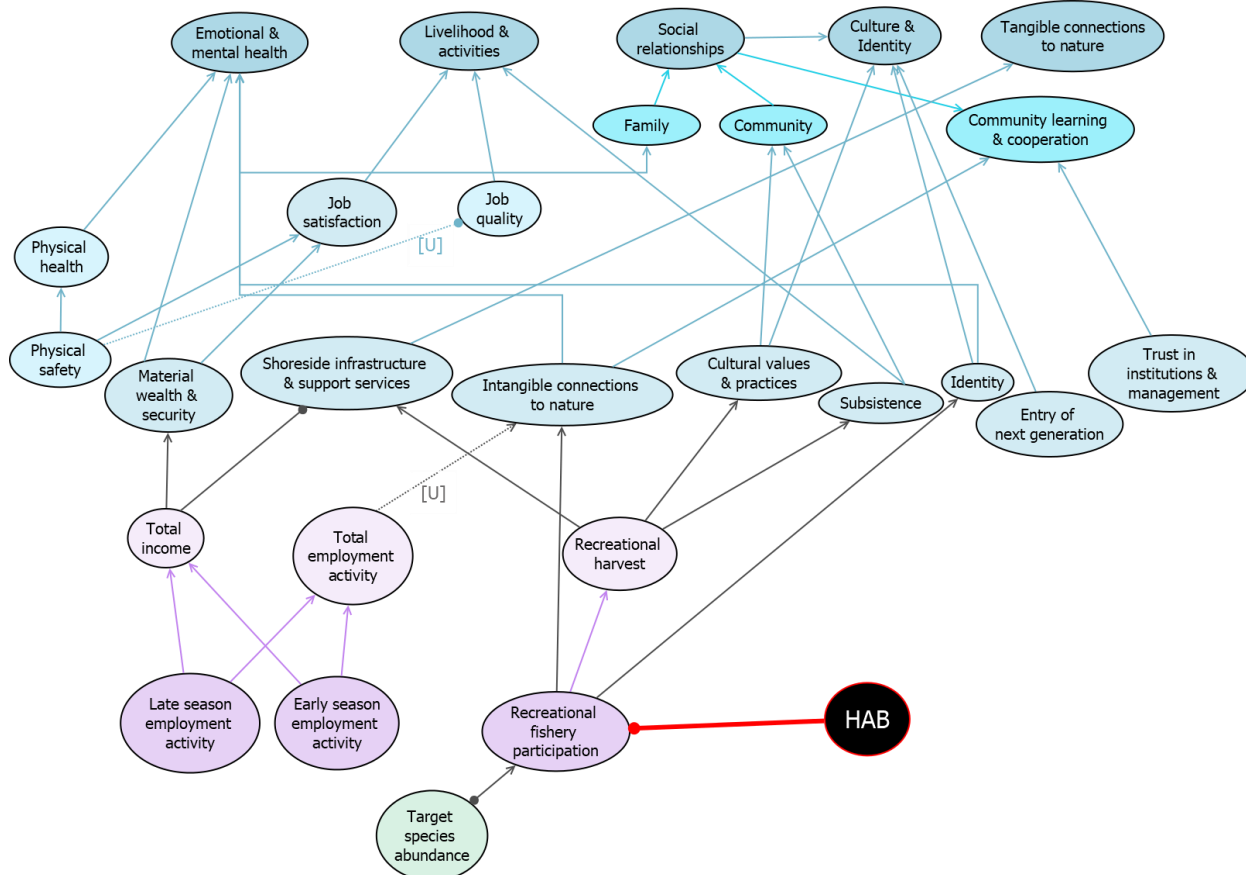 Emotional &
mental health
Livelihood &
activities
Social
relationships
Culture &
Identity
Tangible connections
to nature
Family
Community
Community learning
& cooperation
Job
satisfaction
Job
quality
[U]
Physical
health
Physical
safety
Material
wealth &
security
Shoreside infrastructure
& support services
Intangible connections
to nature
Cultural values
& practices
Subsistence
Identity
Entry of
next generation
Trust in
institutions &
management
[U]
Total
income
Total
employment
activity
Recreational
harvest
Late season
employment
activity
Early season
employment
activity
Recreational
fishery
participation
HAB
Target
species
abundance